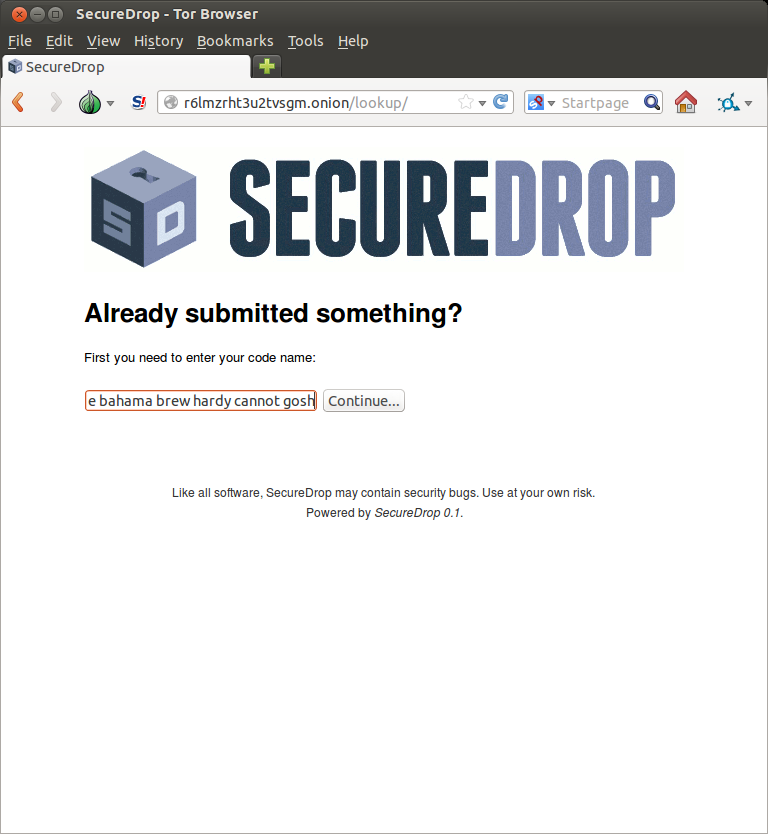 SecureDrop - Tor Browser
File Edit View History Bookmarks Tools Help
SecureDrop
r6lmzrht3u2tvsgm.onion/lookup/ Startpage
SD SECUREDROP
Already submitted something?
First you need to enter your code name:
e bahama brew hardy cannot gosh Continue...
Like all software, SecureDrop may contain security bugs. Use at your own risk.
Powered by SecureDrop 0.1.